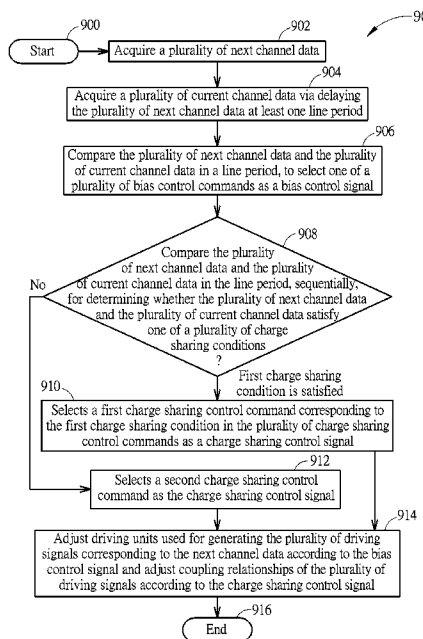 90
900
Start
902
Acquire a plurality of next channel data
904
Acquire a plurality of current channel data via delaying
the plurality of next channel data at least one line period
906
Compare the plurality of next channel data and the plurality
of current channel data in a line period, to select one of a
plurality of bias control commands as a bias control signal
908
Compare the plurality
of next channel data and the plurality
of current channel data in the line period, sequentially,
for determining whether the plurality of next channel data
and the plurality of current channel data satisfy
one of a plurality of charge
sharing conditions
?
No
First charge sharing
condition is satisfied
910
Selects a first charge sharing control command corresponding to
the first charge sharing condition in the plurality of charge sharing
control commands as a charge sharing control signal
912
Selects a second charge sharing control
command as the charge sharing control signal
914
Adjust driving units used for generating the plurality of driving
signals corresponding to the next channel data according to the bias
control signal and adjust coupling relationships of the plurality of
driving signals according to the charge sharing control signal
End
916